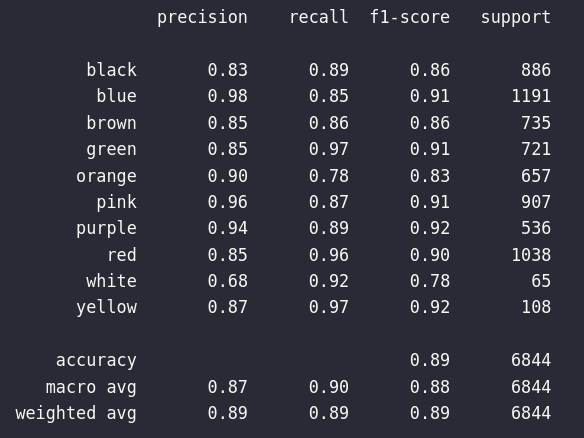 precision recall f1-score support
black 0.83 0.89 0.86 886
blue 0.98 0.85 0.91 1191
brown 0.85 0.86 0.86 735
green 0.85 0.97 0.91 721
orange 0.90 0.78 0.83 657
pink 0.96 0.87 0.91 907
purple 0.94 0.89 0.92 536
red 0.85 0.96 0.90 1038
white 0.68 0.92 0.78 65
yellow 0.87 0.97 0.92 108
accuracy 0.89 6844
macro avg 0.87 0.90 0.88 6844
weighted avg 0.89 0.89 0.89 6844